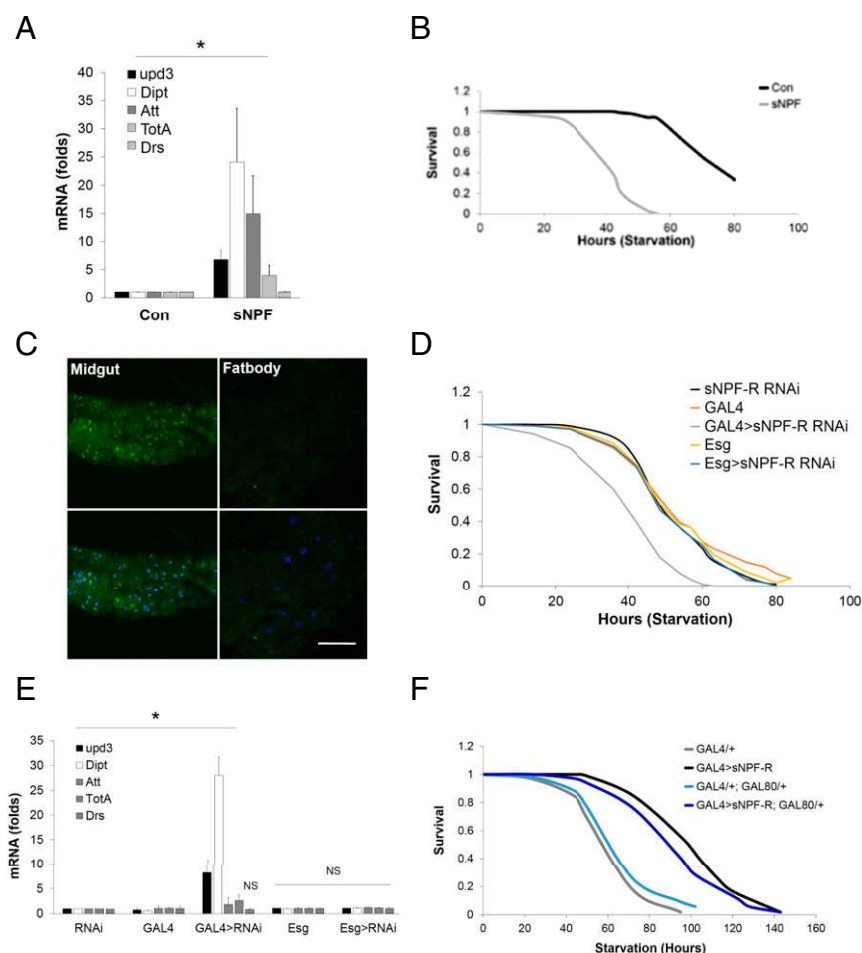 A
*
upd3
Dipt
Att
TotA
Drs
mRNA (folds)
40
35
30
25
20
15
10
5
0
Con
sNPF
B
Con
sNPF
Survival
1.2
1
0.8
0.6
0.4
0.2
0
0
20
40
60
80
100
Hours (Starvation)
C
Midgut
Fatbody
D
sNPF-R RNAi
GAL4
GAL4>sNPF-R RNAi
Esg
Esg>sNPF-R RNAi
Survival
1.2
1
0.8
0.6
0.4
0.2
0
0
20
40
60
80
100
Hours (Starvation)
E
*
upd3
Dipt
Att
TotA
Drs
mRNA (folds)
35
30
25
20
15
10
5
0
NS
NS
RNAi
GAL4
GAL4>RNAi
Esg
Esg>RNAi
F
GAL4/+
GAL4>sNPF-R
GAL4/+; GAL80/+
GAL4>sNPF-R; GAL80/+
Survival
1.2
1
0.8
0.6
0.4
0.2
0
0
20
40
60
80
100
120
140
160
Starvation (Hours)